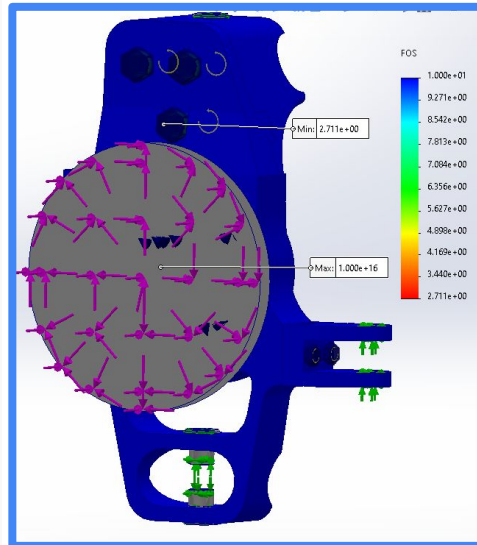 FOS
Min: 2.711e+00
Max: 1.000e+16
1.000e+01
9.271e+00
8.542e+00
7.813e+00
7.084e+00
6.356e+00
5.627e+00
4.898e+00
4.169e+00
3.440e+00
2.711e+00